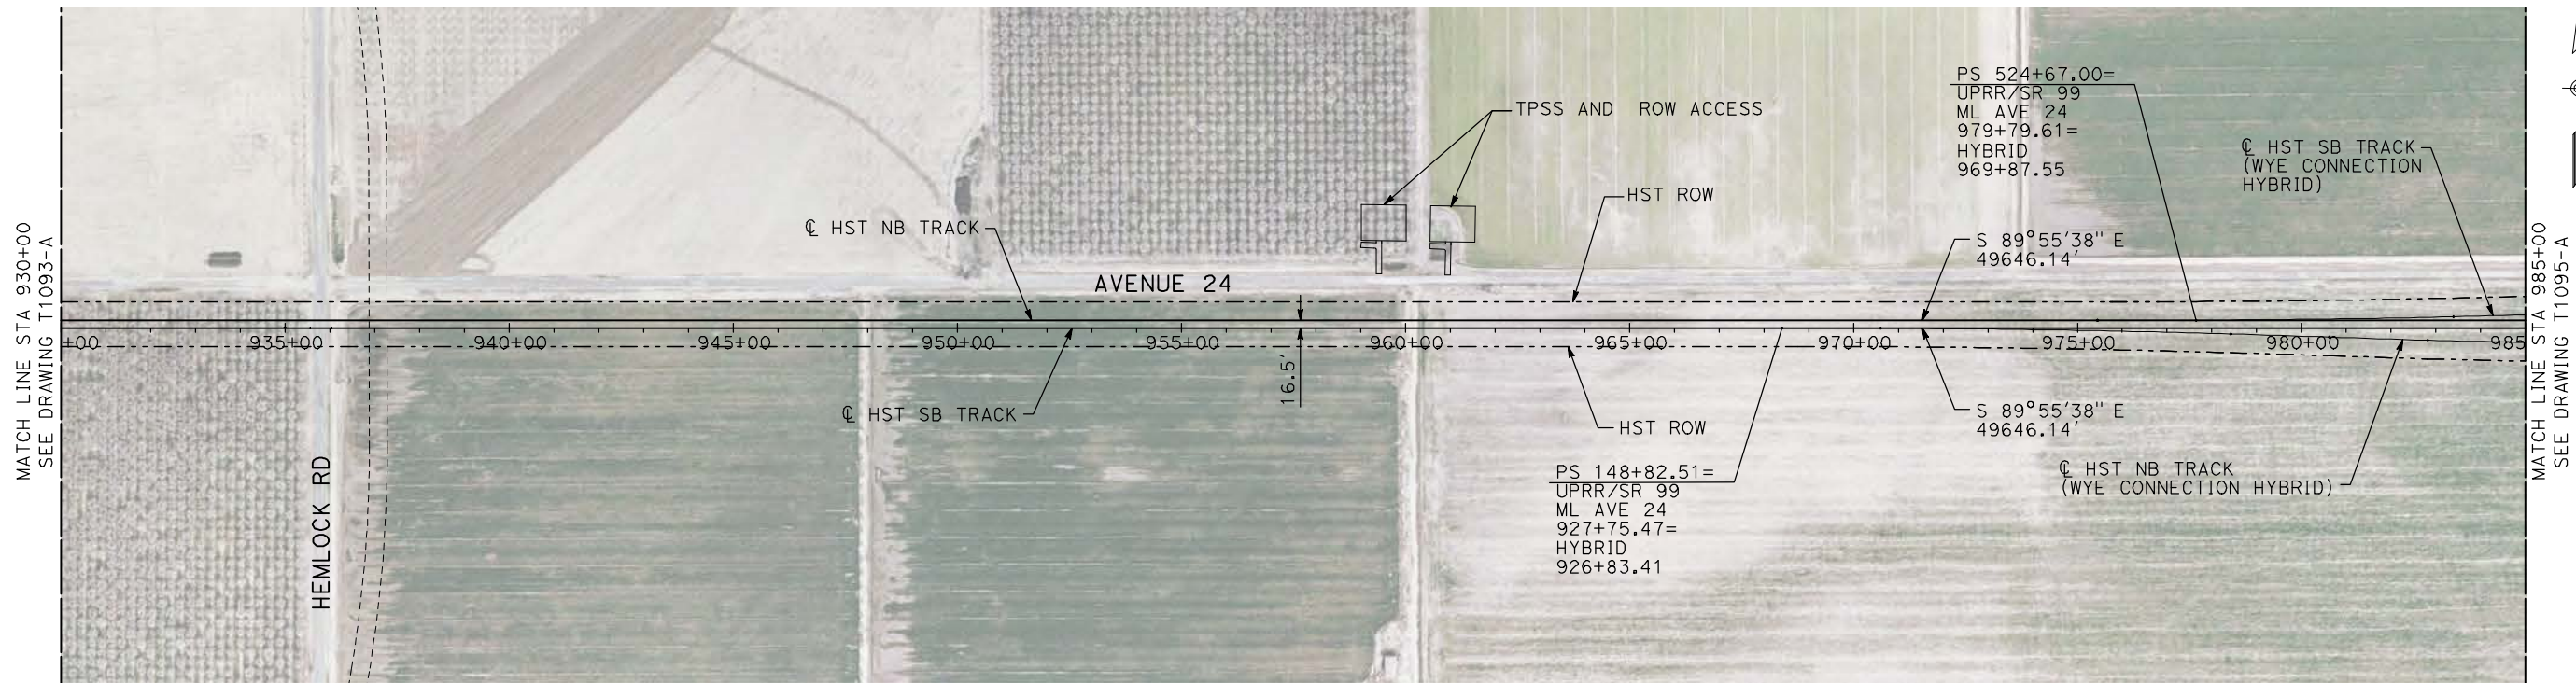 MATCH LINE STA 930+00
SEE DRAWING T1093-A
HEMLOCK RD
℄ HST NB TRACK
AVENUE 24
℄ HST SB TRACK
16.5'
TPSS AND ROW ACCESS
HST ROW
HST ROW
PS 148+82.51=
UPRR/SR 99
ML AVE 24
927+75.47=
HYBRID
926+83.41
PS 524+67.00=
UPRR/SR 99
ML AVE 24
979+79.61=
HYBRID
969+87.55
S 89°55'38" E
49646.14'
S 89°55'38" E
49646.14'
℄ HST SB TRACK
(WYE CONNECTION
HYBRID)
℄ HST NB TRACK
(WYE CONNECTION HYBRID)
+00 935+00 940+00 945+00 950+00 955+00 960+00 965+00 970+00 975+00 980+00 985
MATCH LINE STA 985+00
SEE DRAWING T1095-A